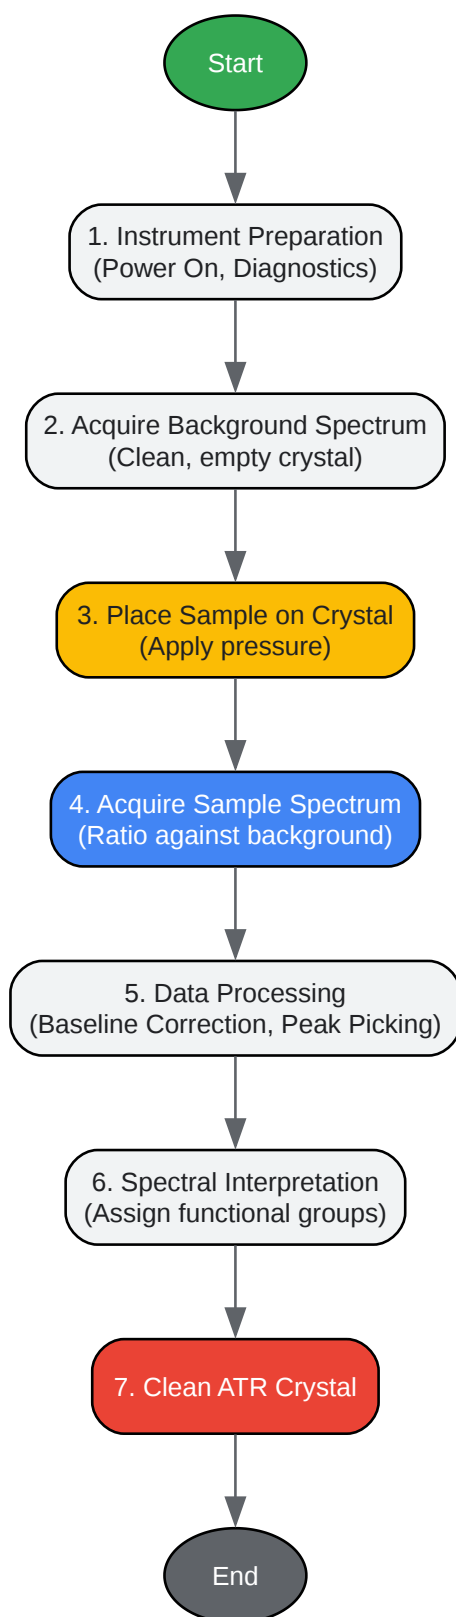 Start
1. Instrument Preparation
(Power On, Diagnostics)
2. Acquire Background Spectrum
(Clean, empty crystal)
3. Place Sample on Crystal
(Apply pressure)
4. Acquire Sample Spectrum
(Ratio against background)
5. Data Processing
(Baseline Correction, Peak Picking)
6. Spectral Interpretation
(Assign functional groups)
7. Clean ATR Crystal
End